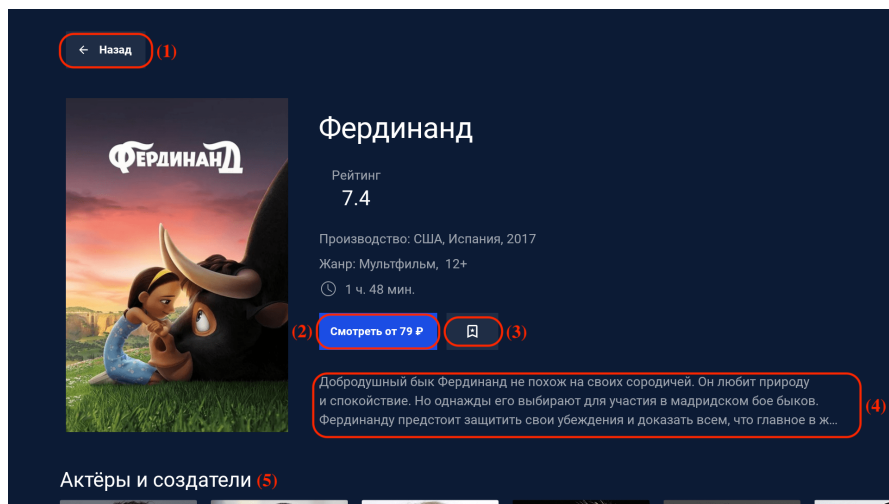 ← Назад (1)
ФЕРДИНАНД
Фердинанд
Рейтинг
7.4
Производство: США, Испания, 2017
Жанр: Мультфильм, 12+
1 ч. 48 мин.
(2) Смотреть от 79 ₽ (3)
Добродушный бык Фердинанд не похож на своих сородичей. Он любит природу
и спокойствие. Но однажды его выбирают для участия в мадридском бое быков.
Фердинанду предстоит защитить свои убеждения и доказать всем, что главное в ж...
(4)
Актёры и создатели (5)